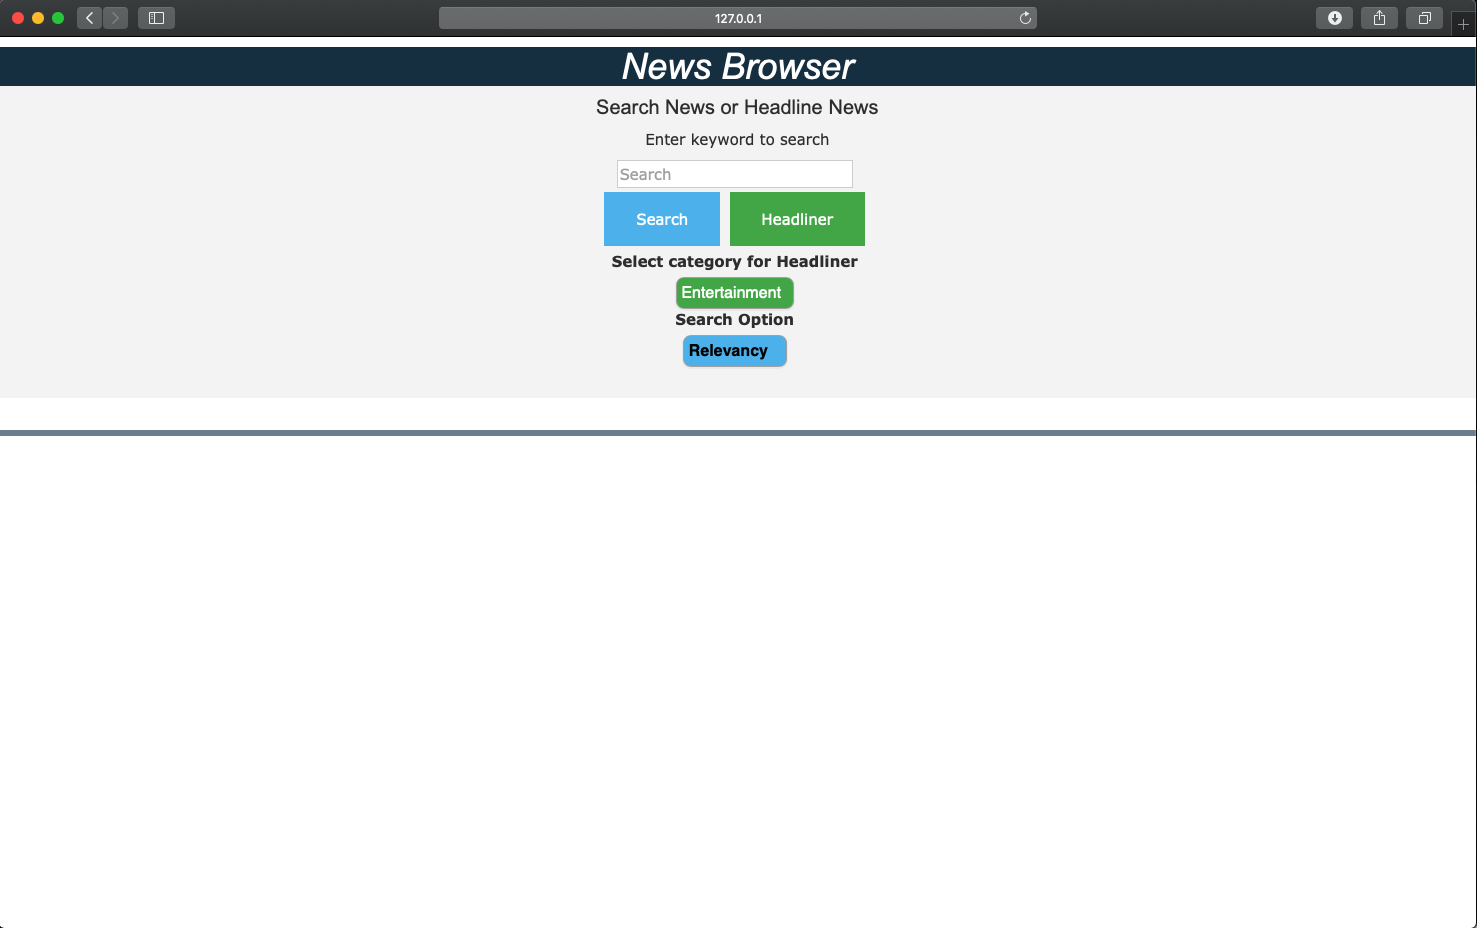 127.0.0.1
News Browser
Search News or Headline News
Enter keyword to search
Search
Search Headliner
Select category for Headliner
Entertainment
Search Option
Relevancy